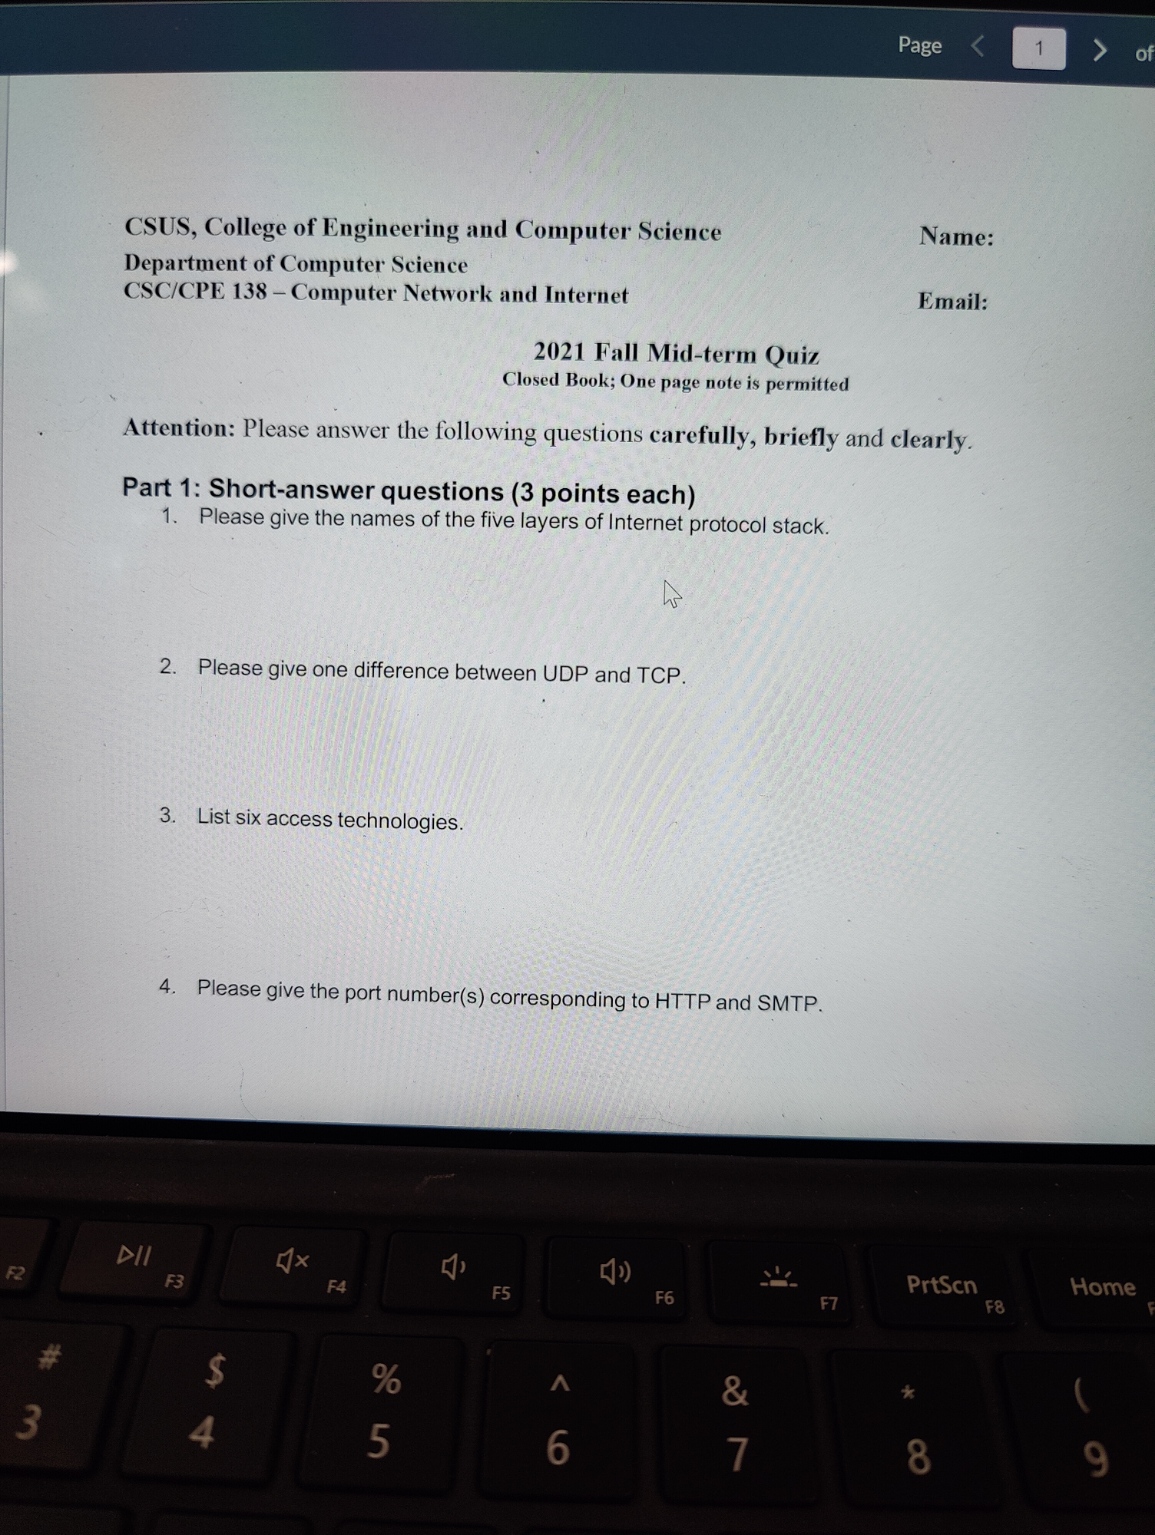 Page < 1 > of
CSUS, College of Engineering and Computer Science
Name:
Department of Computer Science
CSC/CPE 138 – Computer Network and Internet
Email:
2021 Fall Mid-term Quiz
Closed Book; One page note is permitted
Attention: Please answer the following questions carefully, briefly and clearly.
Part 1: Short-answer questions (3 points each)
1. Please give the names of the five layers of Internet protocol stack.
2. Please give one difference between UDP and TCP.
3. List six access technologies.
4. Please give the port number(s) corresponding to HTTP and SMTP.
F2 F3 F4 F5 F6 F7 PrtScn F8 Home
# $ % ^ & * (
3 4 5 6 7 8 9